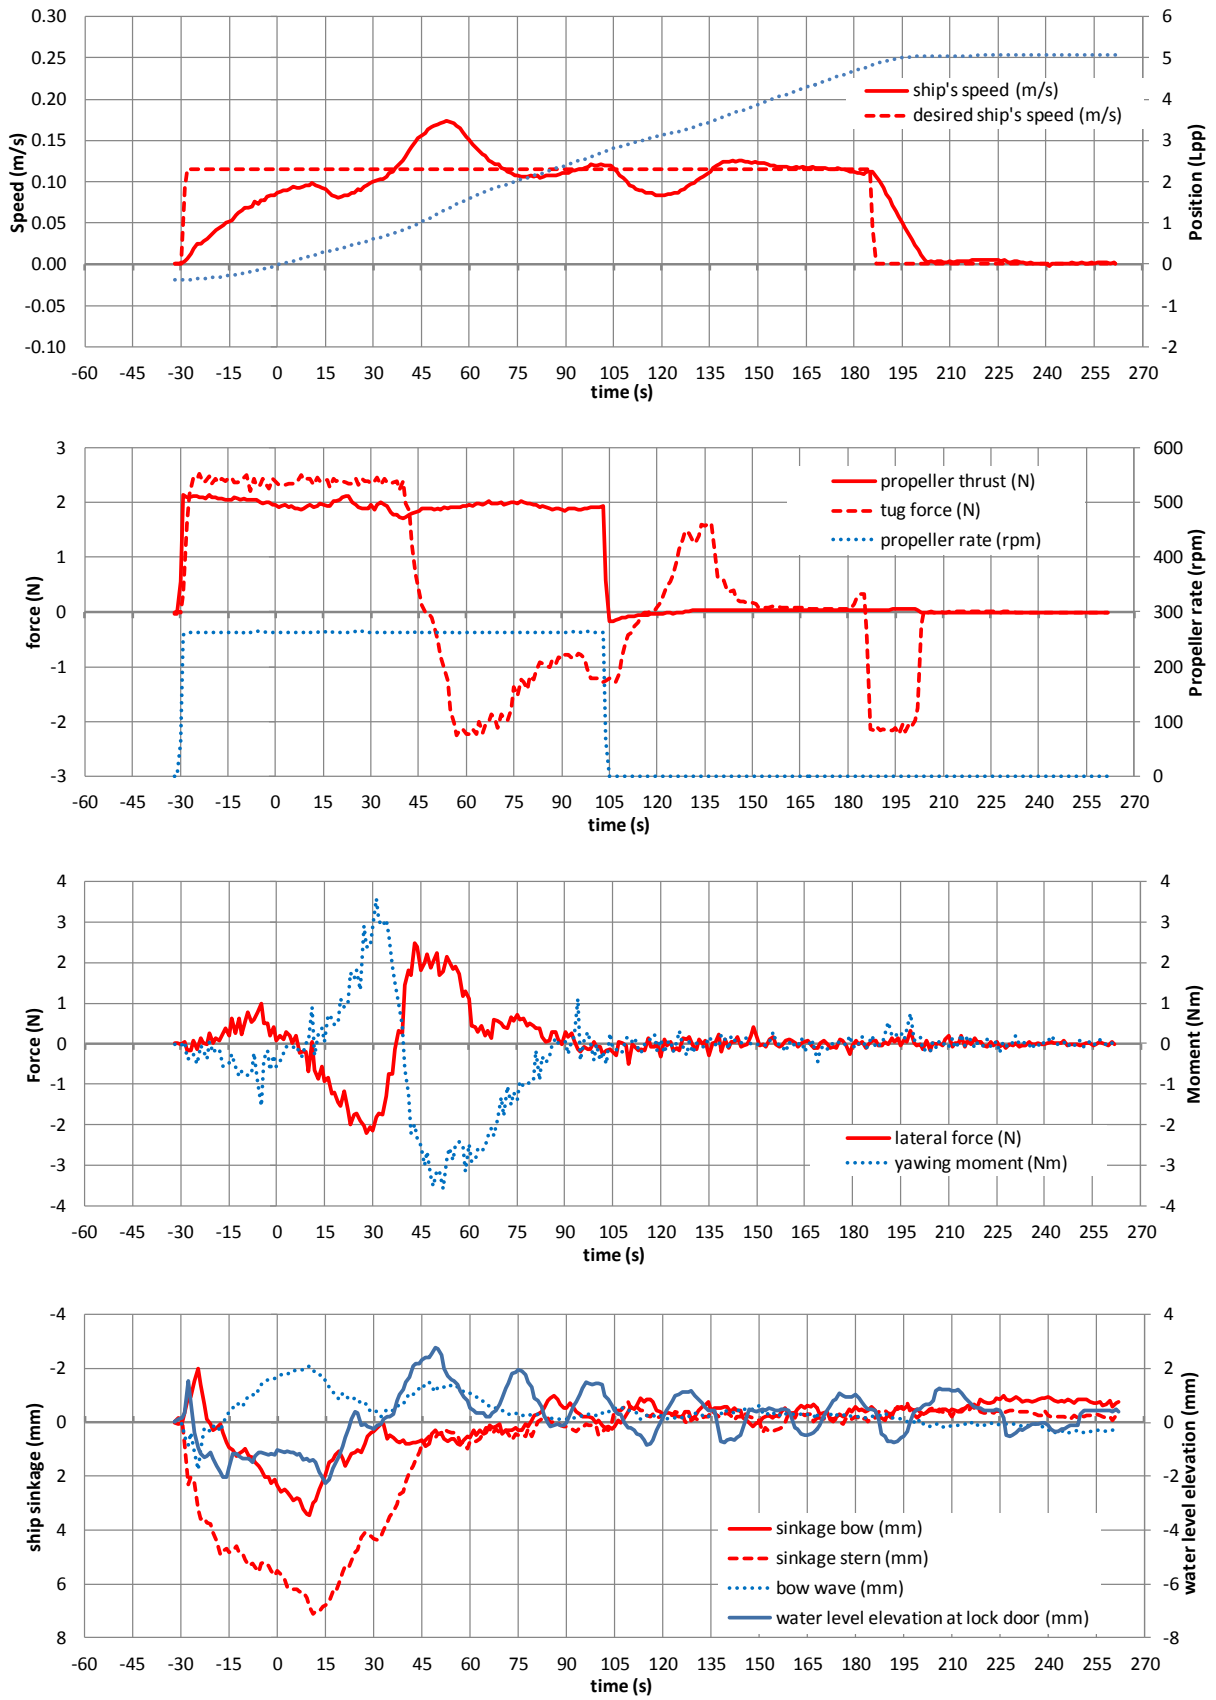 0.30
0.25
0.20
0.15
0.10
0.05
0.00
-0.05
-0.10
Speed (m/s)
6
5
4
3
2
1
0
-1
-2
Position (Lpp)
ship's speed (m/s)
desired ship's speed (m/s)
-60 -45 -30 -15 0 15 30 45 60 75 90 105 120 135 150 165 180 195 210 225 240 255 270
time (s)
3
2
1
0
-1
-2
-3
force (N)
600
500
400
300
200
100
0
Propeller rate (rpm)
propeller thrust (N)
tug force (N)
propeller rate (rpm)
-60 -45 -30 -15 0 15 30 45 60 75 90 105 120 135 150 165 180 195 210 225 240 255 270
time (s)
4
3
2
1
0
-1
-2
-3
-4
Force (N)
4
3
2
1
0
-1
-2
-3
-4
Moment (Nm)
lateral force (N)
yawing moment (Nm)
-60 -45 -30 -15 0 15 30 45 60 75 90 105 120 135 150 165 180 195 210 225 240 255 270
time (s)
-4
-2
0
2
4
6
8
ship sinkage (mm)
4
2
0
-2
-4
-6
-8
water level elevation (mm)
sinkage bow (mm)
sinkage stern (mm)
bow wave (mm)
water level elevation at lock door (mm)
-60 -45 -30 -15 0 15 30 45 60 75 90 105 120 135 150 165 180 195 210 225 240 255 270
time (s)